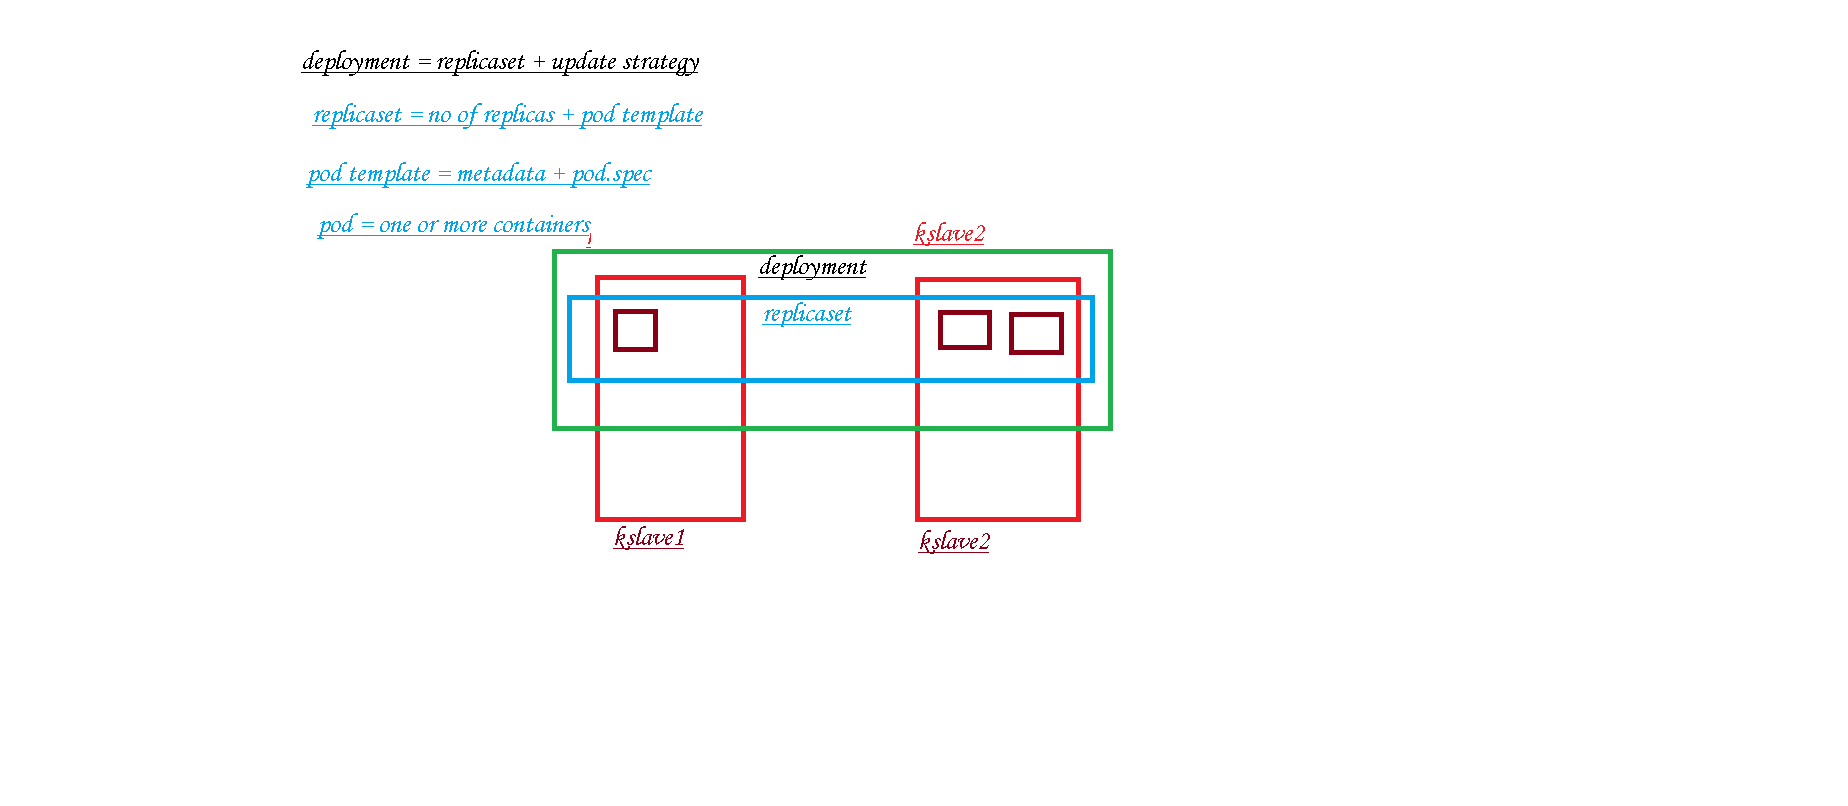 deployment = replicaset + update strategy
replicaset = no of replicas + pod template
pod template = metadata + pod.spec
pod = one or more containers
kslave2
deployment
replicaset
kslave1
kslave2